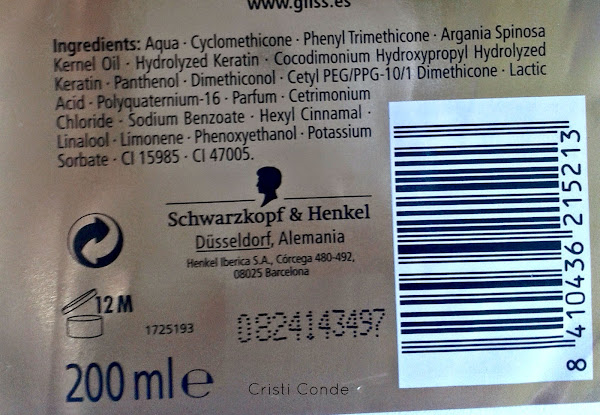 www.gliss.es
Ingredients: Aqua · Cyclomethicone · Phenyl Trimethicone · Argania Spinosa
Kernel Oil · Hydrolyzed Keratin · Cocodimonium Hydroxypropyl Hydrolyzed
Keratin · Panthenol · Dimethiconol · Cetyl PEG/PPG-10/1 Dimethicone · Lactic
Acid · Polyquaternium-16 · Parfum · Cetrimonium
Chloride · Sodium Benzoate · Hexyl Cinnamal ·
Linalool · Limonene · Phenoxyethanol · Potassium
Sorbate · CI 15985 · CI 47005.
Schwarzkopf & Henkel
Düsseldorf, Alemania
Henkel Iberica S.A., Córcega 480-492,
08025 Barcelona
12 M
1725193
0824143497
200 ml e
Cristi Conde
8 410436 215213